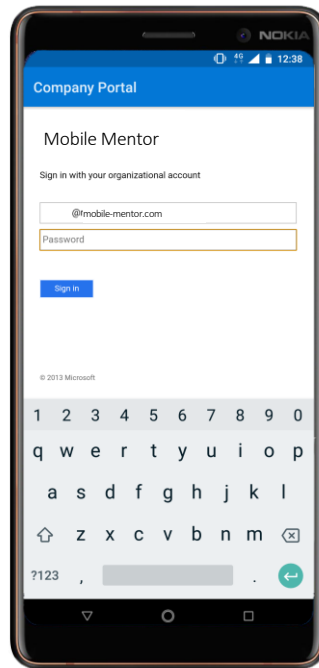 NOKIA
4G 12:38
Company Portal
Mobile Mentor
Sign in with your organizational account
@mobile-mentor.com
Password
Sign in
© 2013 Microsoft
1 2 3 4 5 6 7 8 9 0
q w e r t y u i o p
a s d f g h j k l
z x c v b n m
?123 , .